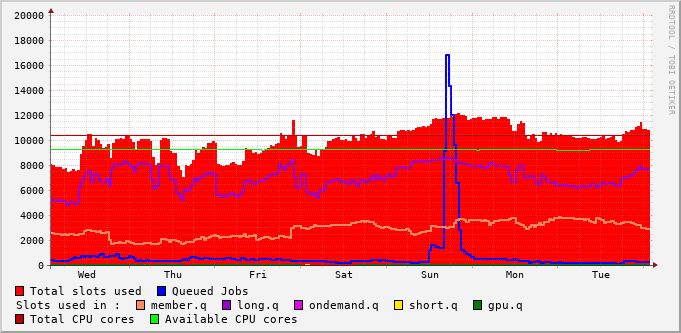 20000
18000
16000
14000
12000
10000
8000
6000
4000
2000
0
Wed Thu Fri Sat Sun Mon Tue
Total slots used Queued Jobs
Slots used in : member.q long.q ondemand.q short.q gpu.q
Total CPU cores Available CPU cores
RRDTOOL / TOBI OETIKER